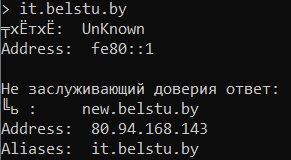 > it.belstu.by
╤хЁтхЁ:  UnKnown
Address:  fe80::1
Не заслуживающий доверия ответ:
╚ь :     new.belstu.by
Address:  80.94.168.143
Aliases:  it.belstu.by